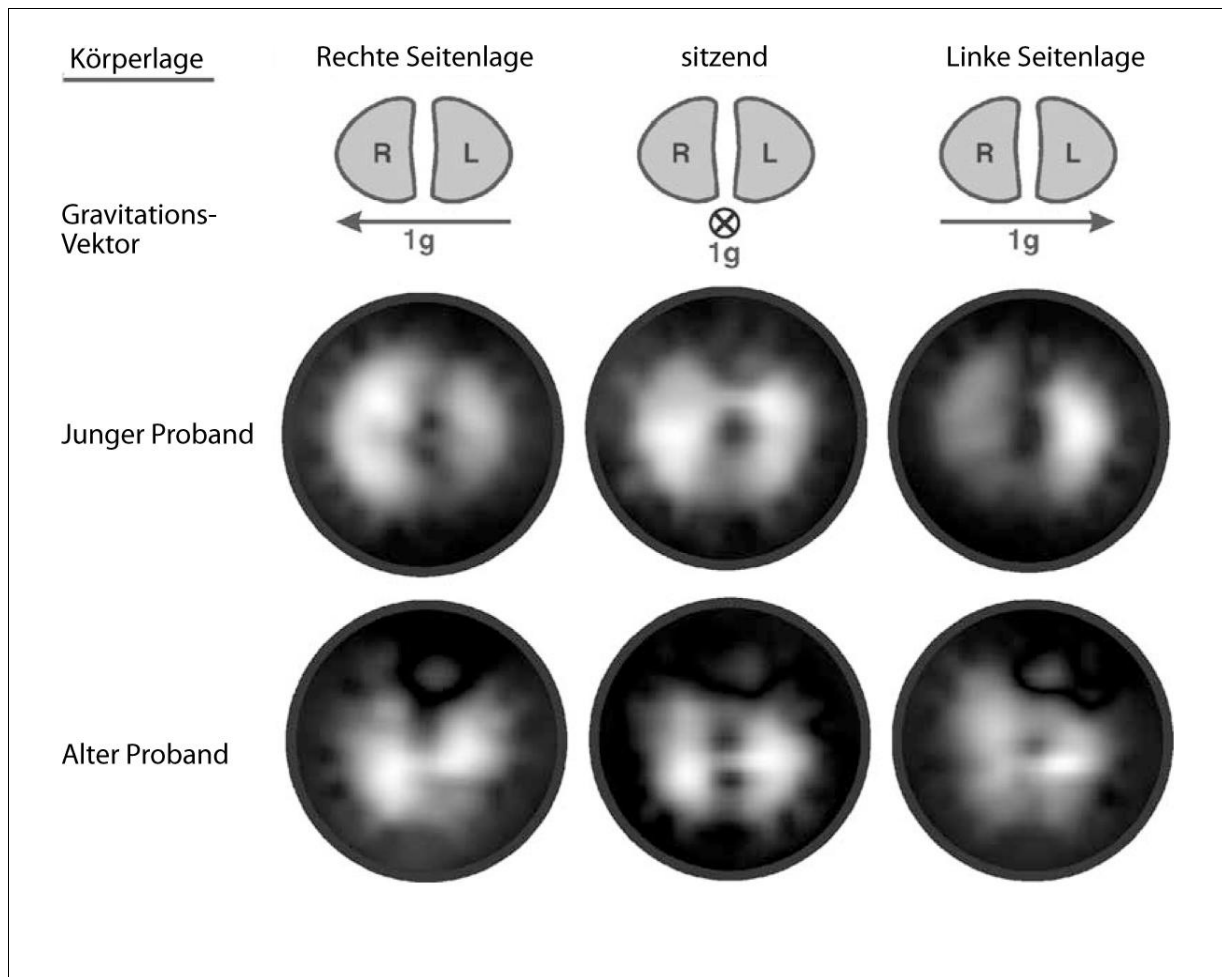 Körperlage
Rechte Seitenlage
sitzend
Linke Seitenlage
R L
R L
R L
Gravitations-
Vektor
1g
1g
1g
Junger Proband
Alter Proband